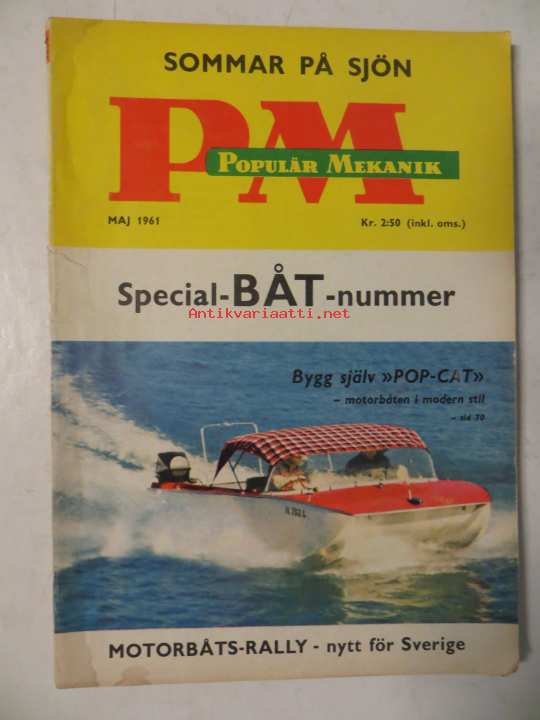 SOMMAR PÅ SJÖN
PM
POPULÄR MEKANIK
MAJ 1961 Kr. 2:50 (inkl. oms.)
Special-BÅT-nummer
Antikvariaatti.net
Bygg själv »POP-CAT»
– motorbåten i modern stil
– sid 70
MOTORBÅTS-RALLY - nytt för Sverige